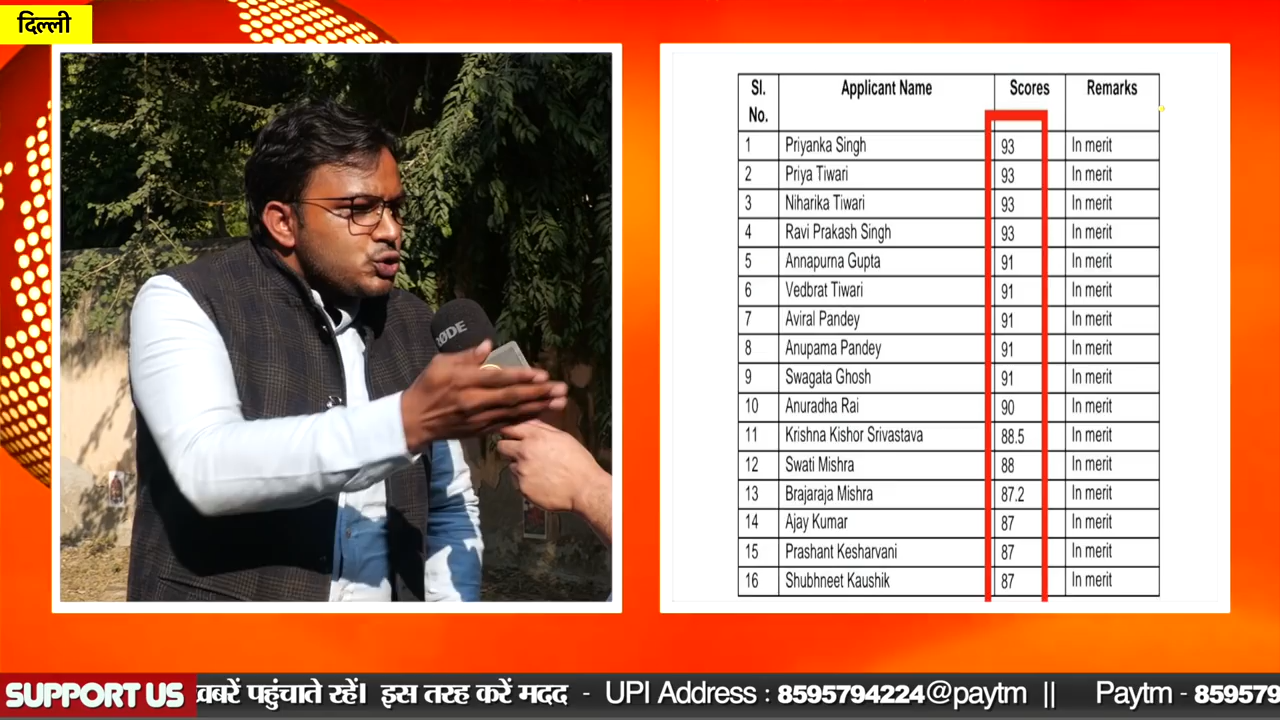 दिल्ली
RØDE
Sl. No. Applicant Name Scores Remarks
1 Priyanka Singh 93 In merit
2 Priya Tiwari 93 In merit
3 Niharika Tiwari 93 In merit
4 Ravi Prakash Singh 93 In merit
5 Annapurna Gupta 91 In merit
6 Vedbrat Tiwari 91 In merit
7 Aviral Pandey 91 In merit
8 Anupama Pandey 91 In merit
9 Swagata Ghosh 91 In merit
10 Anuradha Rai 90 In merit
11 Krishna Kishor Srivastava 88.5 In merit
12 Swati Mishra 88 In merit
13 Brajaraja Mishra 87.2 In merit
14 Ajay Kumar 87 In merit
15 Prashant Kesharvani 87 In merit
16 Shubhneet Kaushik 87 In merit
SUPPORT US खबरें पहुंचाते रहें। इस तरह करें मदद - UPI Address : 8595794224@paytm || Paytm - 859579